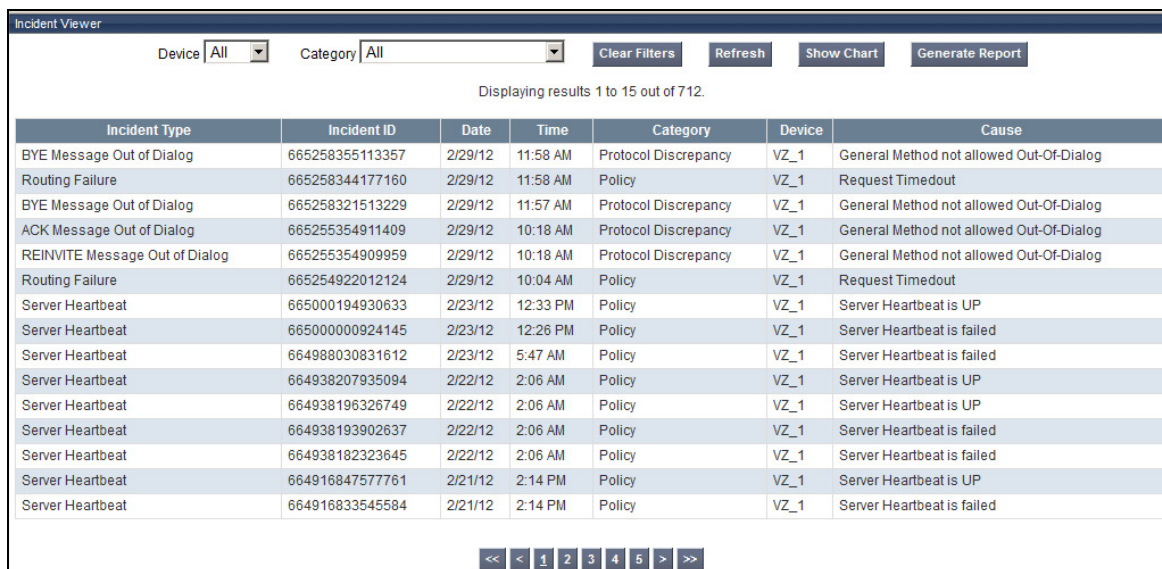 Incident Viewer
Device All Category All Clear Filters Refresh Show Chart Generate Report
Displaying results 1 to 15 out of 712.
Incident Type Incident ID Date Time Category Device Cause
BYE Message Out of Dialog 665258355113357 2/29/12 11:58 AM Protocol Discrepancy VZ_1 General Method not allowed Out-Of-Dialog
Routing Failure 665258344177160 2/29/12 11:58 AM Policy VZ_1 Request Timedout
BYE Message Out of Dialog 665258321513229 2/29/12 11:57 AM Protocol Discrepancy VZ_1 General Method not allowed Out-Of-Dialog
ACK Message Out of Dialog 665255354911409 2/29/12 10:18 AM Protocol Discrepancy VZ_1 General Method not allowed Out-Of-Dialog
REINVITE Message Out of Dialog 665255354909959 2/29/12 10:18 AM Protocol Discrepancy VZ_1 General Method not allowed Out-Of-Dialog
Routing Failure 665254922012124 2/29/12 10:04 AM Policy VZ_1 Request Timedout
Server Heartbeat 665000194930633 2/23/12 12:33 PM Policy VZ_1 Server Heartbeat is UP
Server Heartbeat 665000000924145 2/23/12 12:26 PM Policy VZ_1 Server Heartbeat is failed
Server Heartbeat 664988030831612 2/23/12 5:47 AM Policy VZ_1 Server Heartbeat is failed
Server Heartbeat 664938207935094 2/22/12 2:06 AM Policy VZ_1 Server Heartbeat is UP
Server Heartbeat 664938196326749 2/22/12 2:06 AM Policy VZ_1 Server Heartbeat is UP
Server Heartbeat 664938193902637 2/22/12 2:06 AM Policy VZ_1 Server Heartbeat is failed
Server Heartbeat 664938182323645 2/22/12 2:06 AM Policy VZ_1 Server Heartbeat is failed
Server Heartbeat 664916847577761 2/21/12 2:14 PM Policy VZ_1 Server Heartbeat is UP
Server Heartbeat 664916833545584 2/21/12 2:14 PM Policy VZ_1 Server Heartbeat is failed
<< < 1 2 3 4 5 > >>